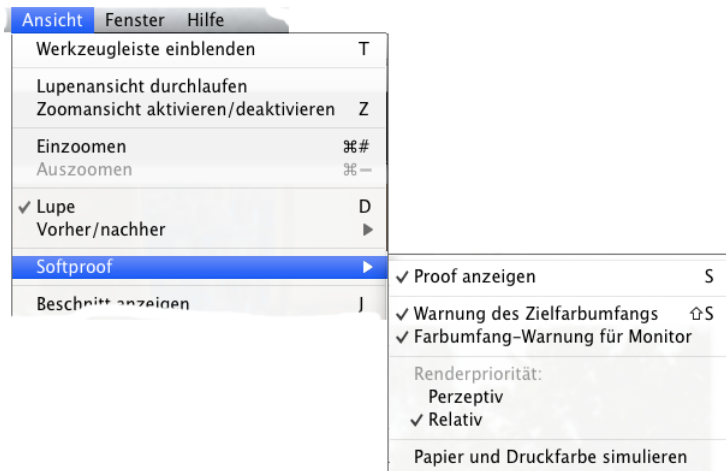 Ansicht Fenster Hilfe
Werkzeugleiste einblenden T
Lupenansicht durchlaufen
Zoomansicht aktivieren/deaktivieren Z
Einzoomen ⌘#
Auszoomen ⌘−
✓ Lupe D
Vorher/nachher ▶
Softproof ▶
Beschnitt anzeigen J
✓ Proof anzeigen S
✓ Warnung des Zielfarbumfangs ⇧S
✓ Farbumfang-Warnung für Monitor
Renderpriorität:
Perzeptiv
✓ Relativ
Papier und Druckfarbe simulieren